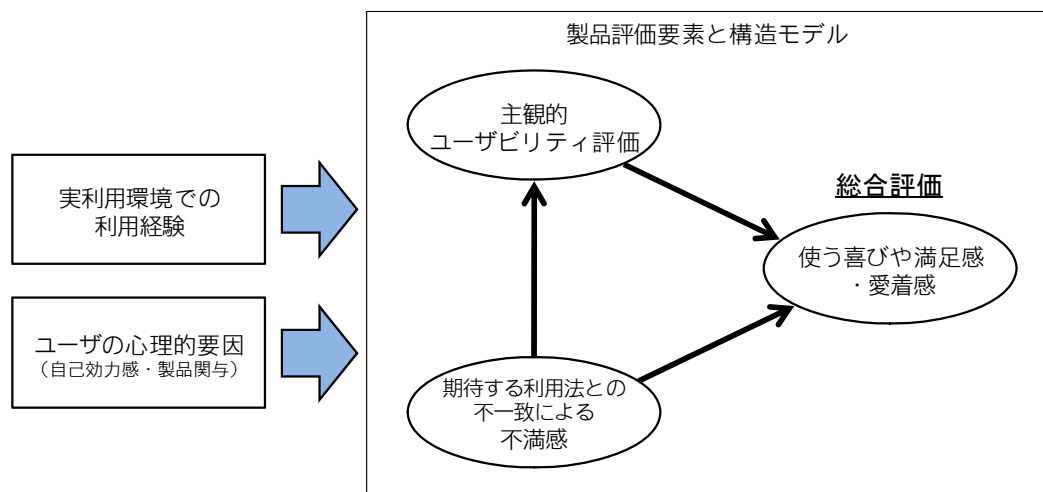 製品評価要素と構造モデル
主観的
ユーザビリティ評価
実利用環境での
利用経験
総合評価
使う喜びや満足感
・愛着感
ユーザの心理的要因
（自己効力感・製品関与）
期待する利用法との
不一致による
不満感